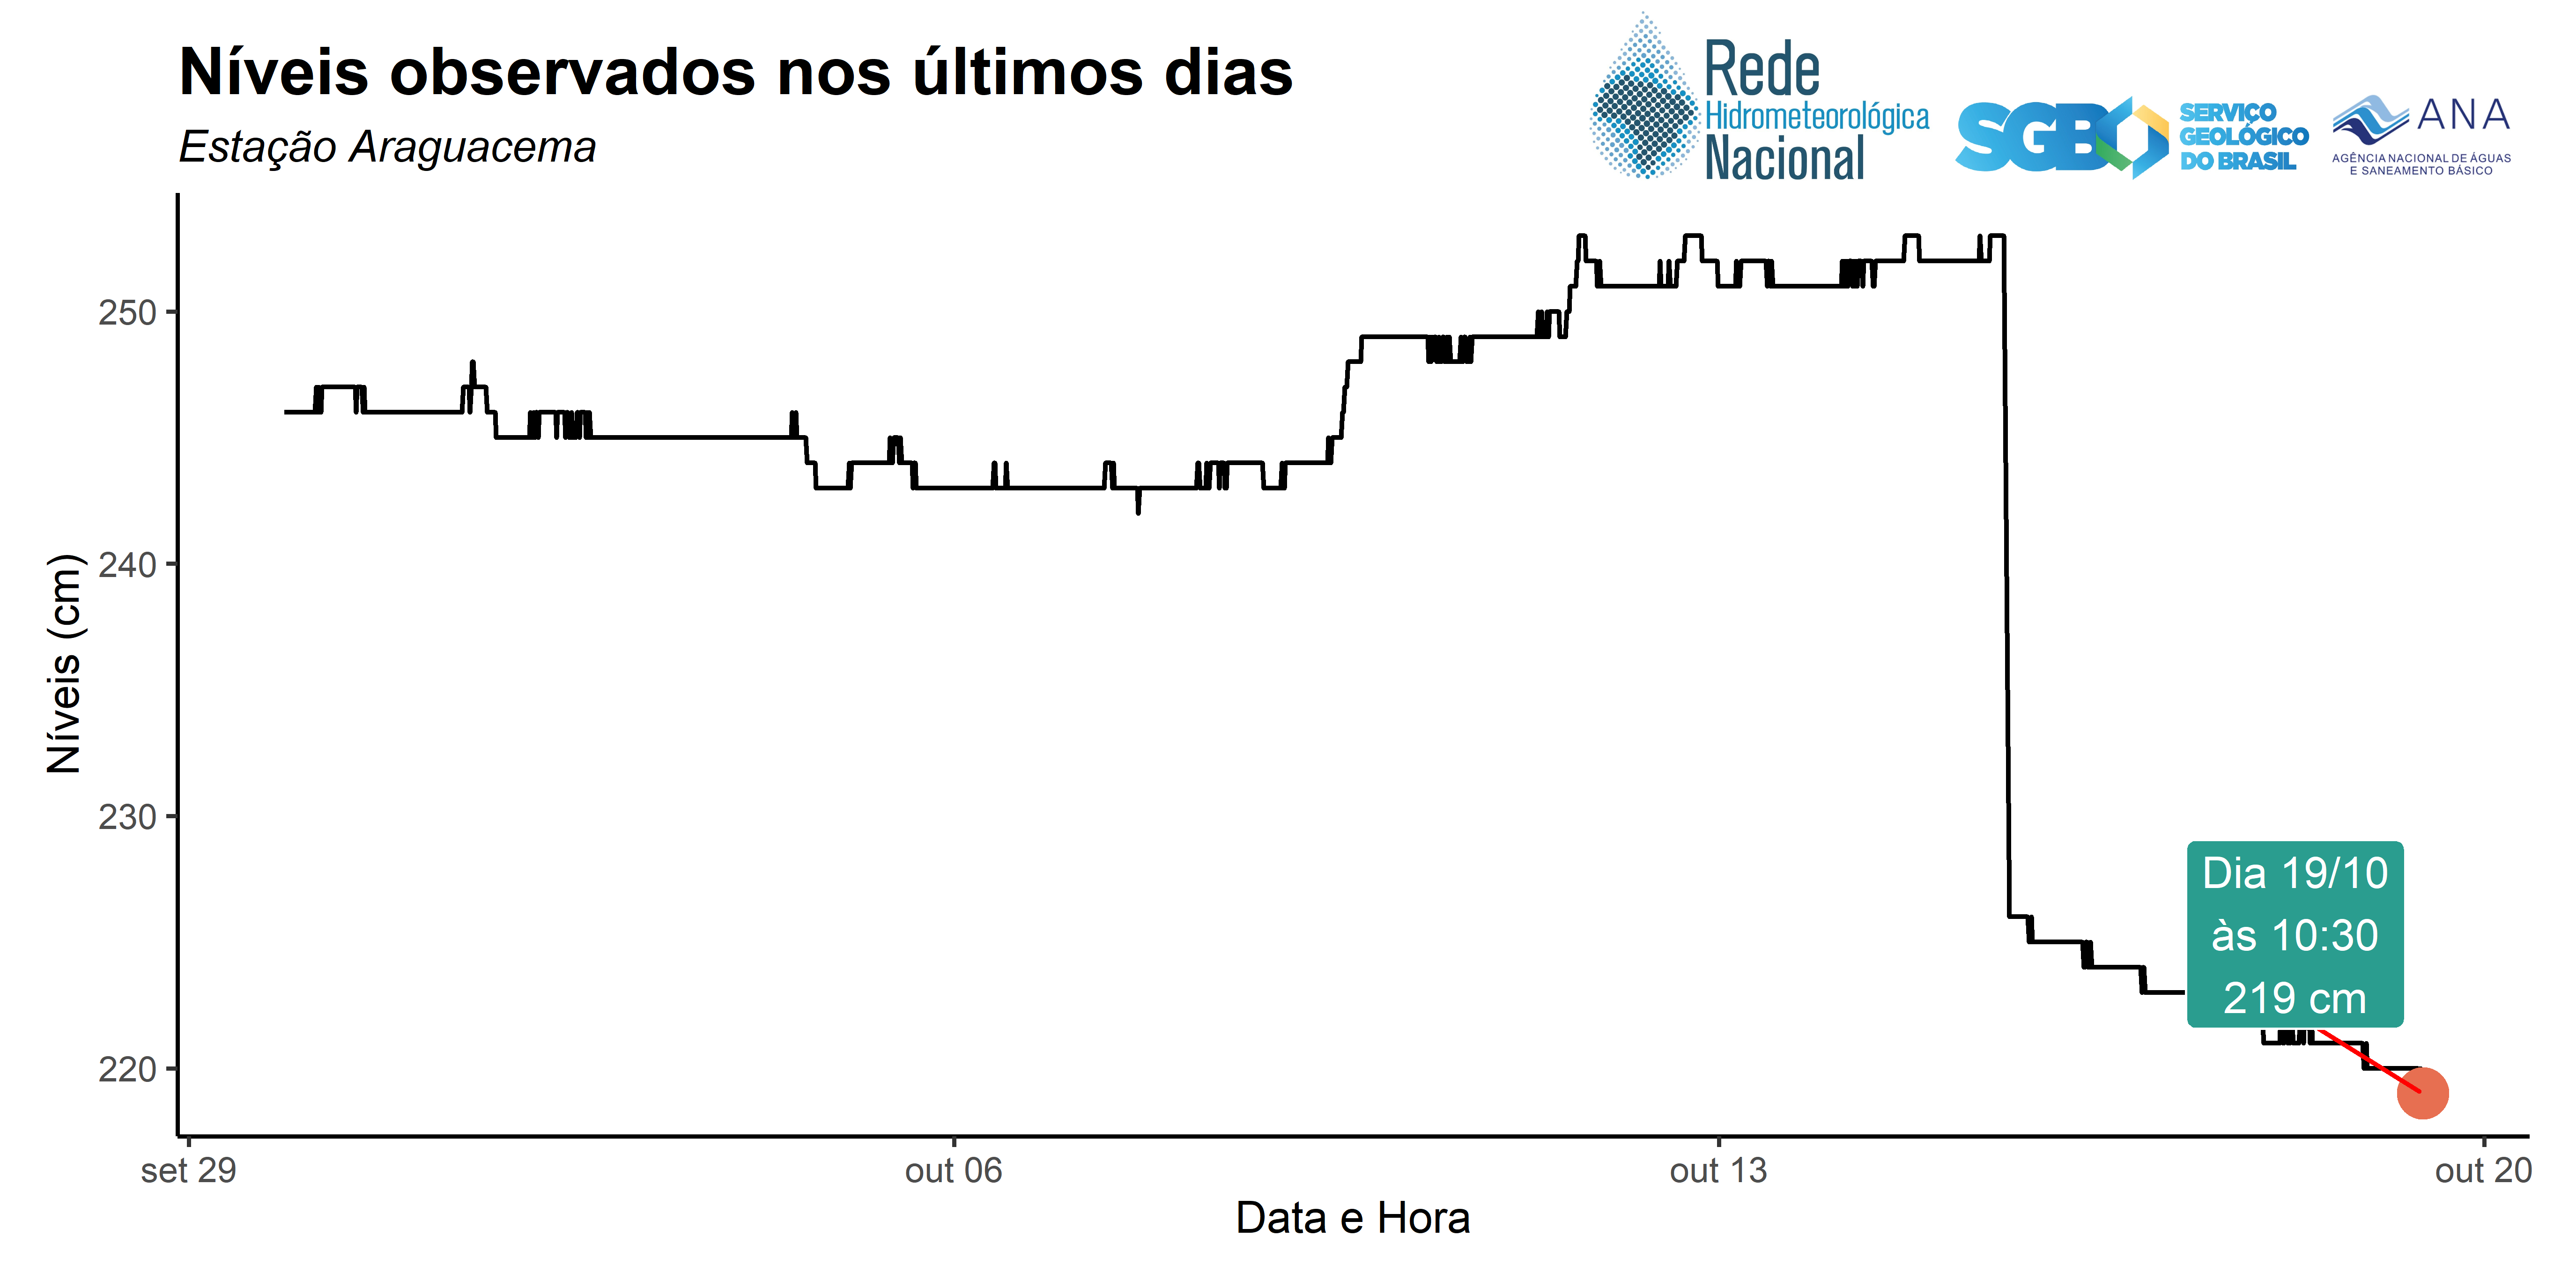 Níveis observados nos últimos dias
Estação Araguacema
Rede
Hidrometeorológica
Nacional
SGB
SERVIÇO
GEOLÓGICO
DO BRASIL
ANA
AGÊNCIA NACIONAL DE ÁGUAS
E SANEAMENTO BÁSICO
Níveis (cm)
250
240
230
220
Dia 19/10
às 10:30
219 cm
set 29
out 06
out 13
out 20
Data e Hora